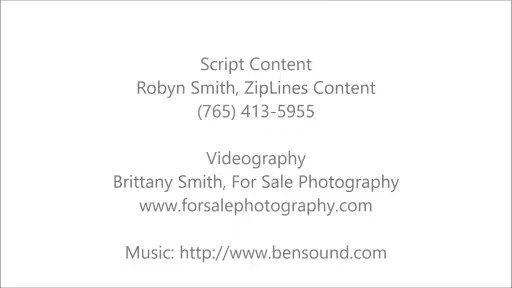 Script Content
Robyn Smith, ZipLines Content
(765) 413-5955
Videography
Brittany Smith, For Sale Photography
www.forsalephotography.com
Music: http://www.bensound.com